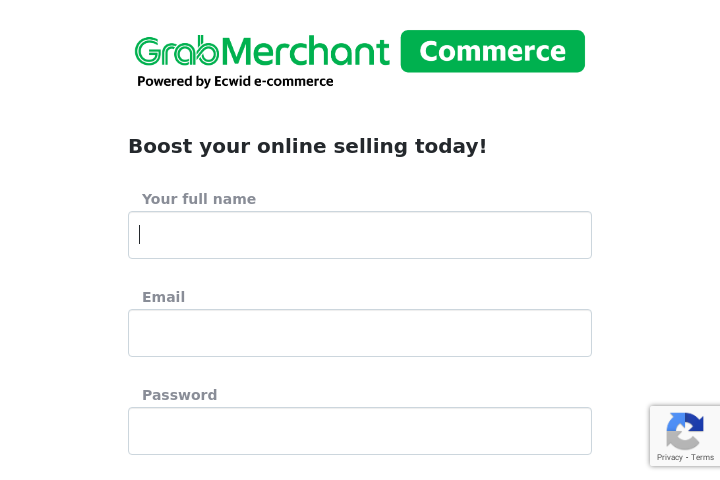 GrabMerchant Commerce
Powered by Ecwid e-commerce
Boost your online selling today!
Your full name
Email
Password
Privacy - Terms